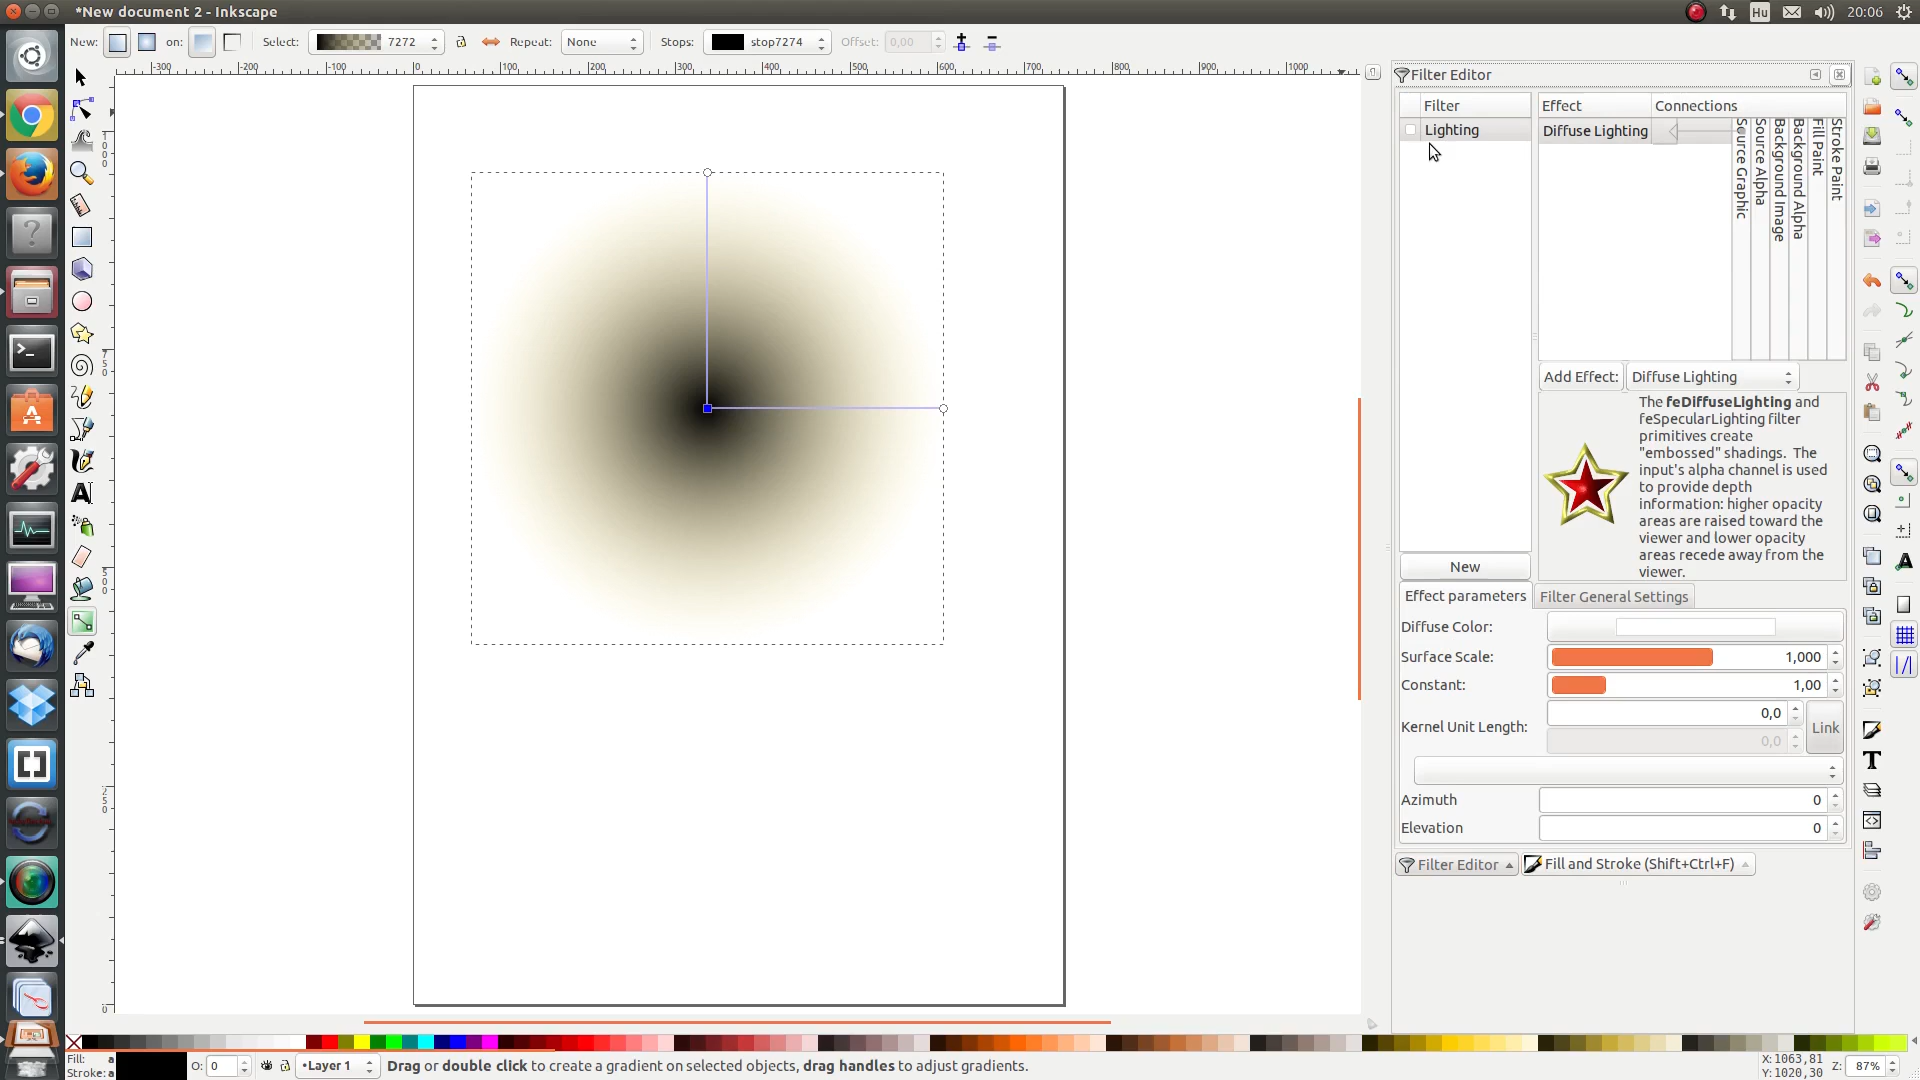 *New document 2 - Inkscape
Hu
20:06
New:
on:
Select:
7272
Repeat:
None
Stops:
stop7274
Offset:
0,00
-300
-200
-100
0
100
200
300
400
500
600
700
800
900
1000
1000
750
500
250
0
Filter Editor
Filter
Effect
Connections
Lighting
Diffuse Lighting
Source Graphic
Source Alpha
Background Image
Background Alpha
Fill Paint
Stroke Paint
Add Effect:
Diffuse Lighting
The feDiffuseLighting and
feSpecularLighting filter
primitives create
"embossed" shadings. The
input's alpha channel is used
to provide depth
information: higher opacity
areas are raised toward the
viewer and lower opacity
areas recede away from the
viewer.
New
Effect parameters
Filter General Settings
Diffuse Color:
Surface Scale:
1,000
Constant:
1,00
Kernel Unit Length:
0,0
0,0
Link
Azimuth
0
Elevation
0
Filter Editor
Fill and Stroke (Shift+Ctrl+F)
Fill:
a
Stroke:
a
O:
0
•Layer 1
Drag or double click to create a gradient on selected objects, drag handles to adjust gradients.
X:1063,81
Y:1020,30
Z:
87%